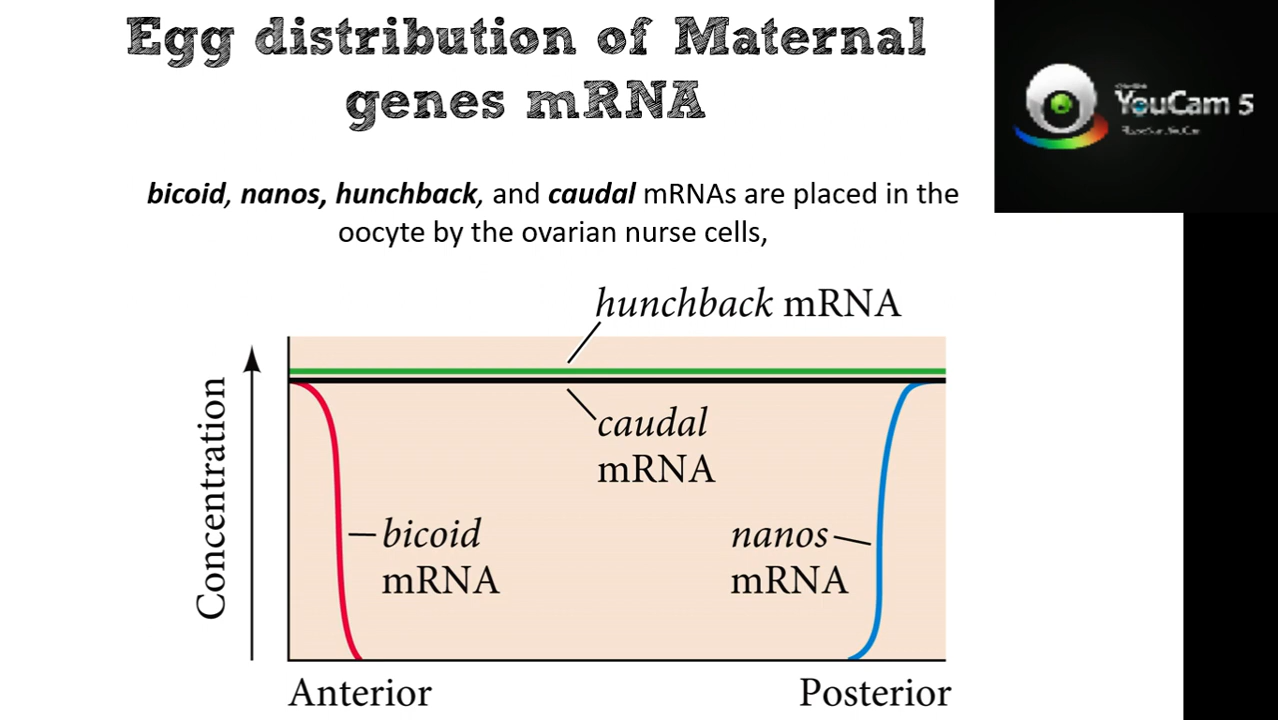 Egg distribution of Maternal
genes mRNA
YouCam 5
bicoid, nanos, hunchback, and caudal mRNAs are placed in the
oocyte by the ovarian nurse cells,
hunchback mRNA
caudal
mRNA
bicoid
mRNA
nanos
mRNA
Concentration
Anterior
Posterior